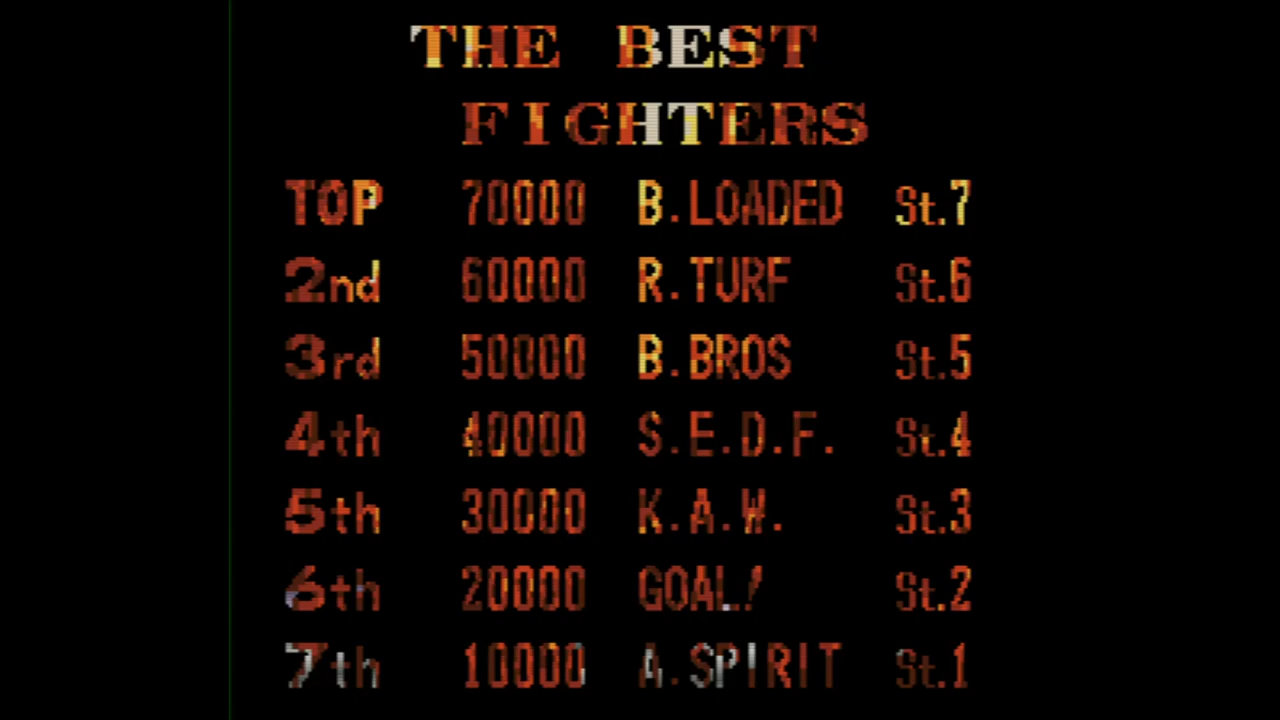 THE BEST
FIGHTERS
TOP 70000 B.LOADED St.7
2nd 60000 R.TURF St.6
3rd 50000 B.BROS St.5
4th 40000 S.E.D.F. St.4
5th 30000 K.A.W. St.3
6th 20000 GOAL! St.2
7th 10000 A.SPIRIT St.1